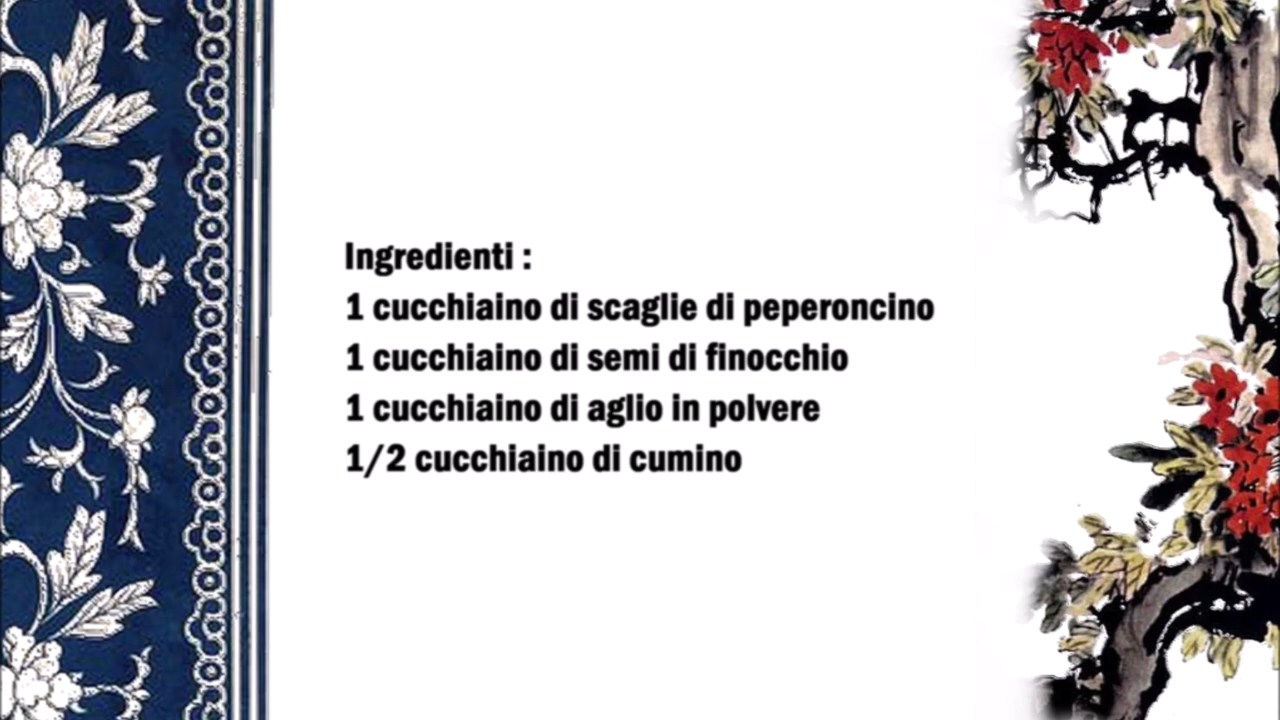 Ingredienti :
1 cucchiaino di scaglie di peperoncino
1 cucchiaino di semi di finocchio
1 cucchiaino di aglio in polvere
1/2 cucchiaino di cumino